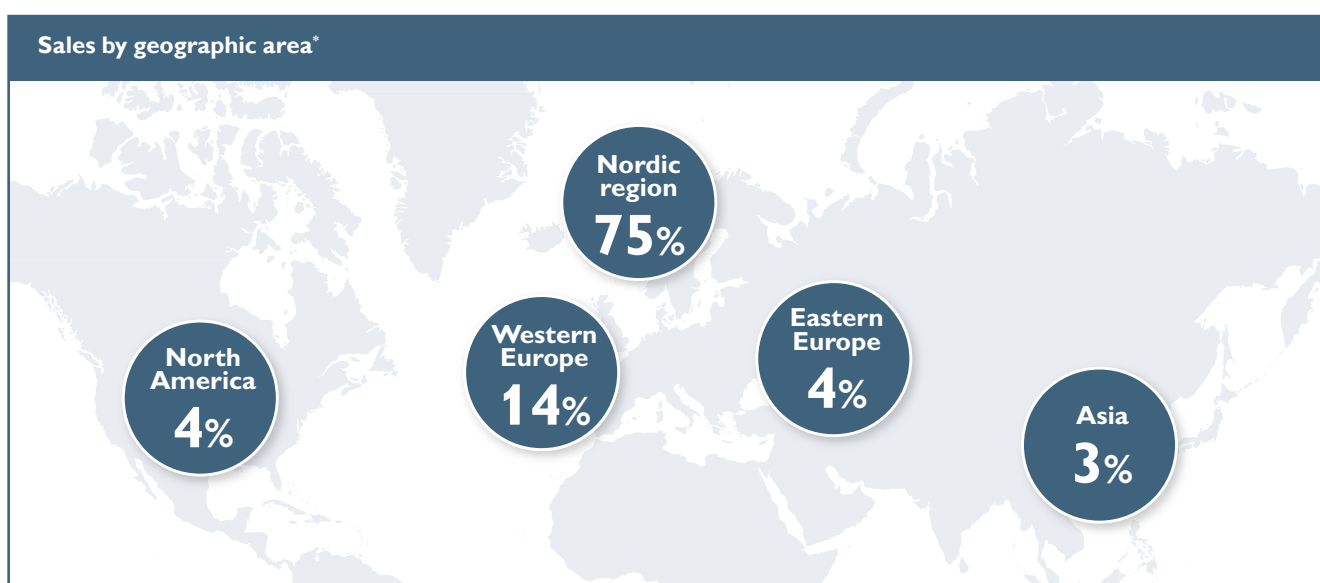 Sales by geographic area*
Nordic
region
75%
Western
Europe
14%
Eastern
Europe
4%
North
America
4%
Asia
3%